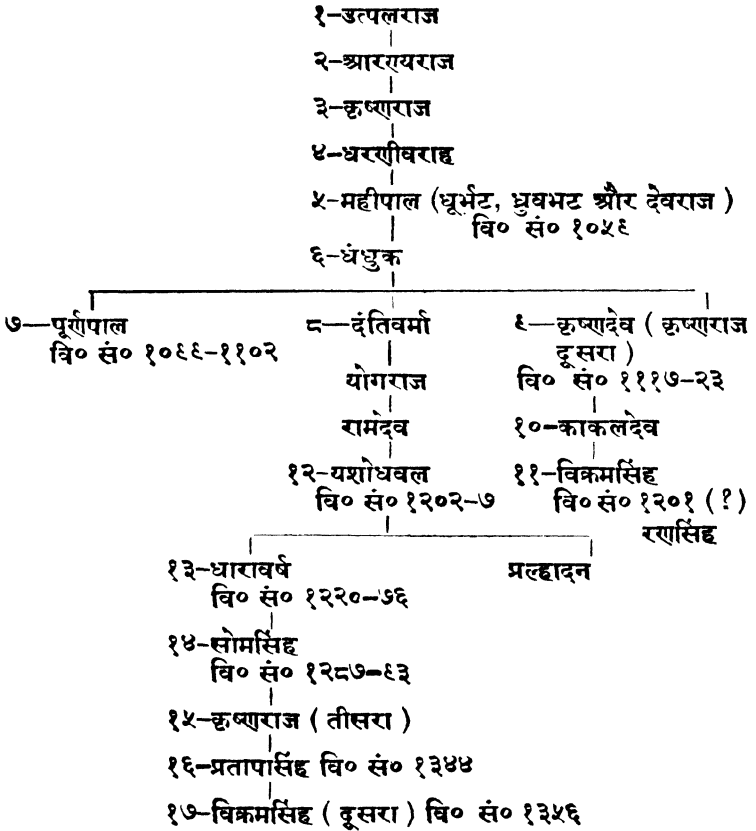 १-उत्पलराज
२-आरण्यराज
३-कृष्णराज
४-धरणीवराह
५-महीपाल (धूर्भट, ध्रुवभट और देवराज )
वि० सं० १०५९
६-धंधुक
७—पूर्णपाल
वि० सं० १०९९-११०२
८—दंतिवर्मा
योगराज
रामदेव
१२-यशोधवल
वि० सं० १२०२-७
९—कृष्णदेव ( कृष्णराज
दूसरा )
वि० सं० १११७-२३
१०-काकलदेव
११-विक्रमसिंह
वि० सं० १२०१ (?)
रणसिंह
१३-धारावर्ष
वि० सं० १२२०-७६
प्रल्हादन
१४-सोमसिंह
वि० सं० १२८७-९३
१५-कृष्णराज ( तीसरा )
१६-प्रतापसिंह वि० सं० १३४४
१७-विक्रमसिंह ( दूसरा ) वि० सं० १३५६